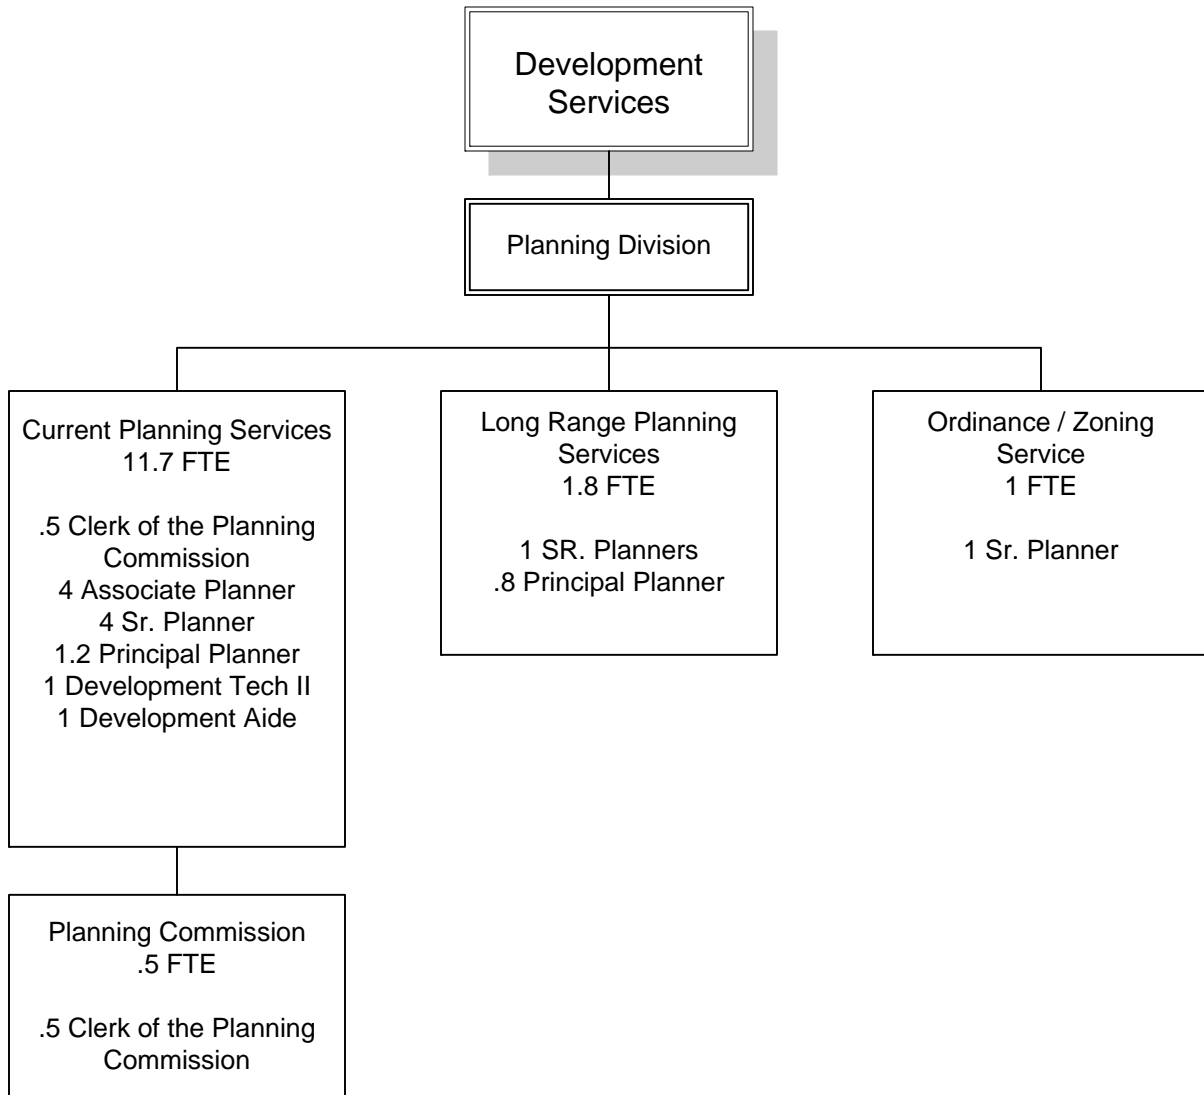 Development
Services
Planning Division
Current Planning Services
11.7 FTE
.5 Clerk of the Planning
Commission
4 Associate Planner
4 Sr. Planner
1.2 Principal Planner
1 Development Tech II
1 Development Aide
Long Range Planning
Services
1.8 FTE
1 SR. Planners
.8 Principal Planner
Ordinance / Zoning
Service
1 FTE
1 Sr. Planner
Planning Commission
.5 FTE
.5 Clerk of the Planning
Commission